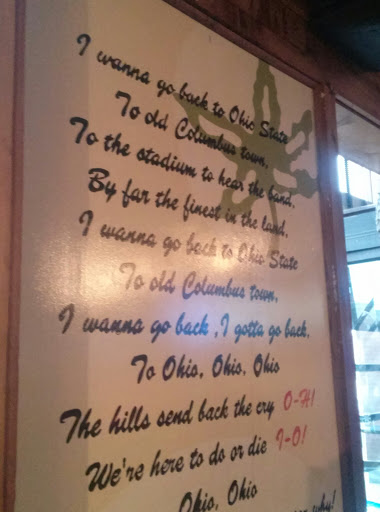 I wanna go back to Ohio State
To old Columbus town,
To the stadium to hear the band,
By far the finest in the land.
I wanna go back to Ohio State
To old Columbus town,
I wanna go back, I gotta go back,
To Ohio, Ohio, Ohio
The hills send back the cry O-H!
We're here to do or die I-O!
Ohio, Ohio
why!